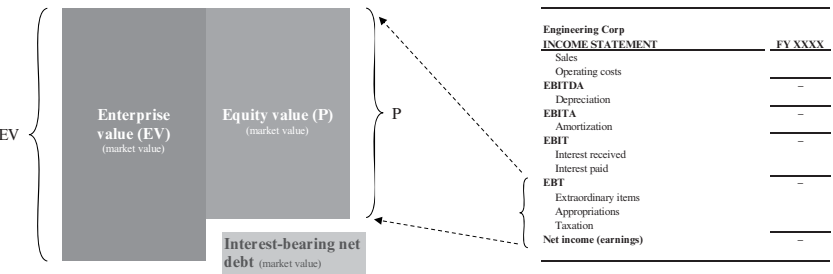 EV
Enterprise
value (EV)
(market value)
Equity value (P)
(market value)
P
Interest-bearing net
debt (market value)
Engineering Corp
INCOME STATEMENT FY XXXX
Sales
Operating costs
EBITDA –
Depreciation
EBITA –
Amortization
EBIT –
Interest received
Interest paid
EBT –
Extraordinary items
Appropriations
Taxation
Net income (earnings) –